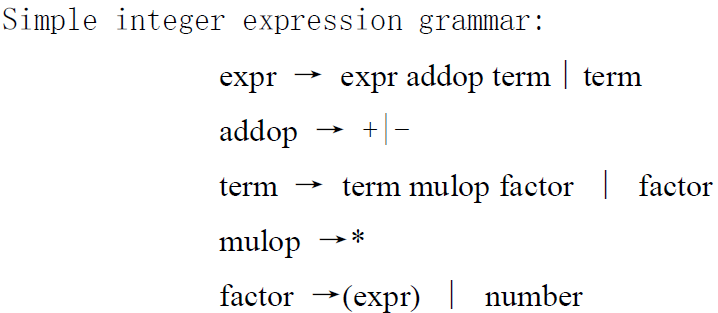 Simple integer expression grammar:
expr → expr addop term | term
addop → +|−
term → term mulop factor | factor
mulop →*
factor →(expr) | number